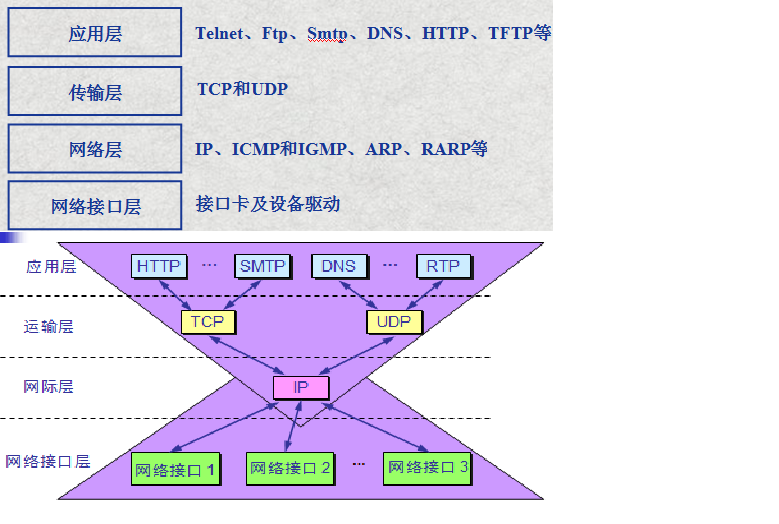 应用层 Telnet、Ftp、Smtp、DNS、HTTP、TFTP等
传输层 TCP和UDP
网络层 IP、ICMP和IGMP、ARP、RARP等
网络接口层 接口卡及设备驱动
应用层 HTTP ··· SMTP DNS ··· RTP
运输层 TCP UDP
网际层 IP
网络接口层 网络接口 1 网络接口 2 ··· 网络接口 3